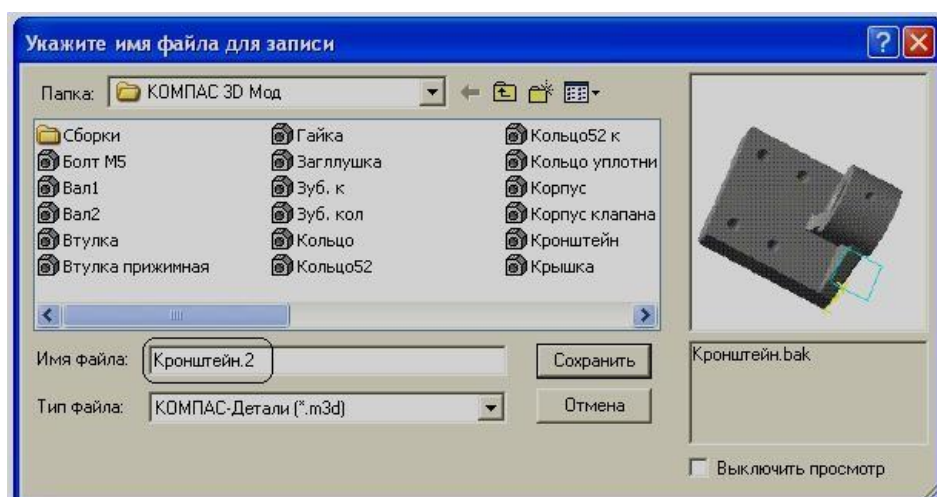 Укажите имя файла для записи
Папка: КОМПАС 3D Мод
Сборки Гайка Кольцо52 к
Болт М5 Загллушка Кольцо уплотни
Вал1 Зуб. к Корпус
Вал2 Зуб. кол Корпус клапана
Втулка Кольцо Кронштейн
Втулка прижимная Кольцо52 Крышка
Имя файла: Кронштейн.2 Сохранить Кронштейн.bak
Тип файла: КОМПАС-Детали (*.m3d) Отмена
Выключить просмотр